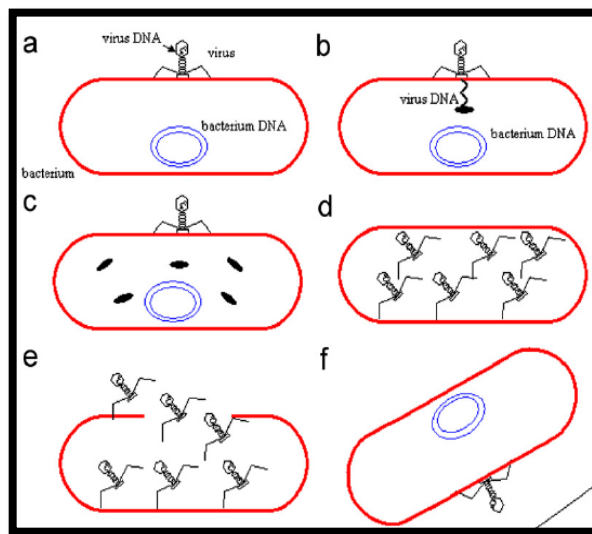 a
virus DNA
virus
bacterium DNA
bacterium
b
virus DNA
bacterium DNA
c
d
e
f